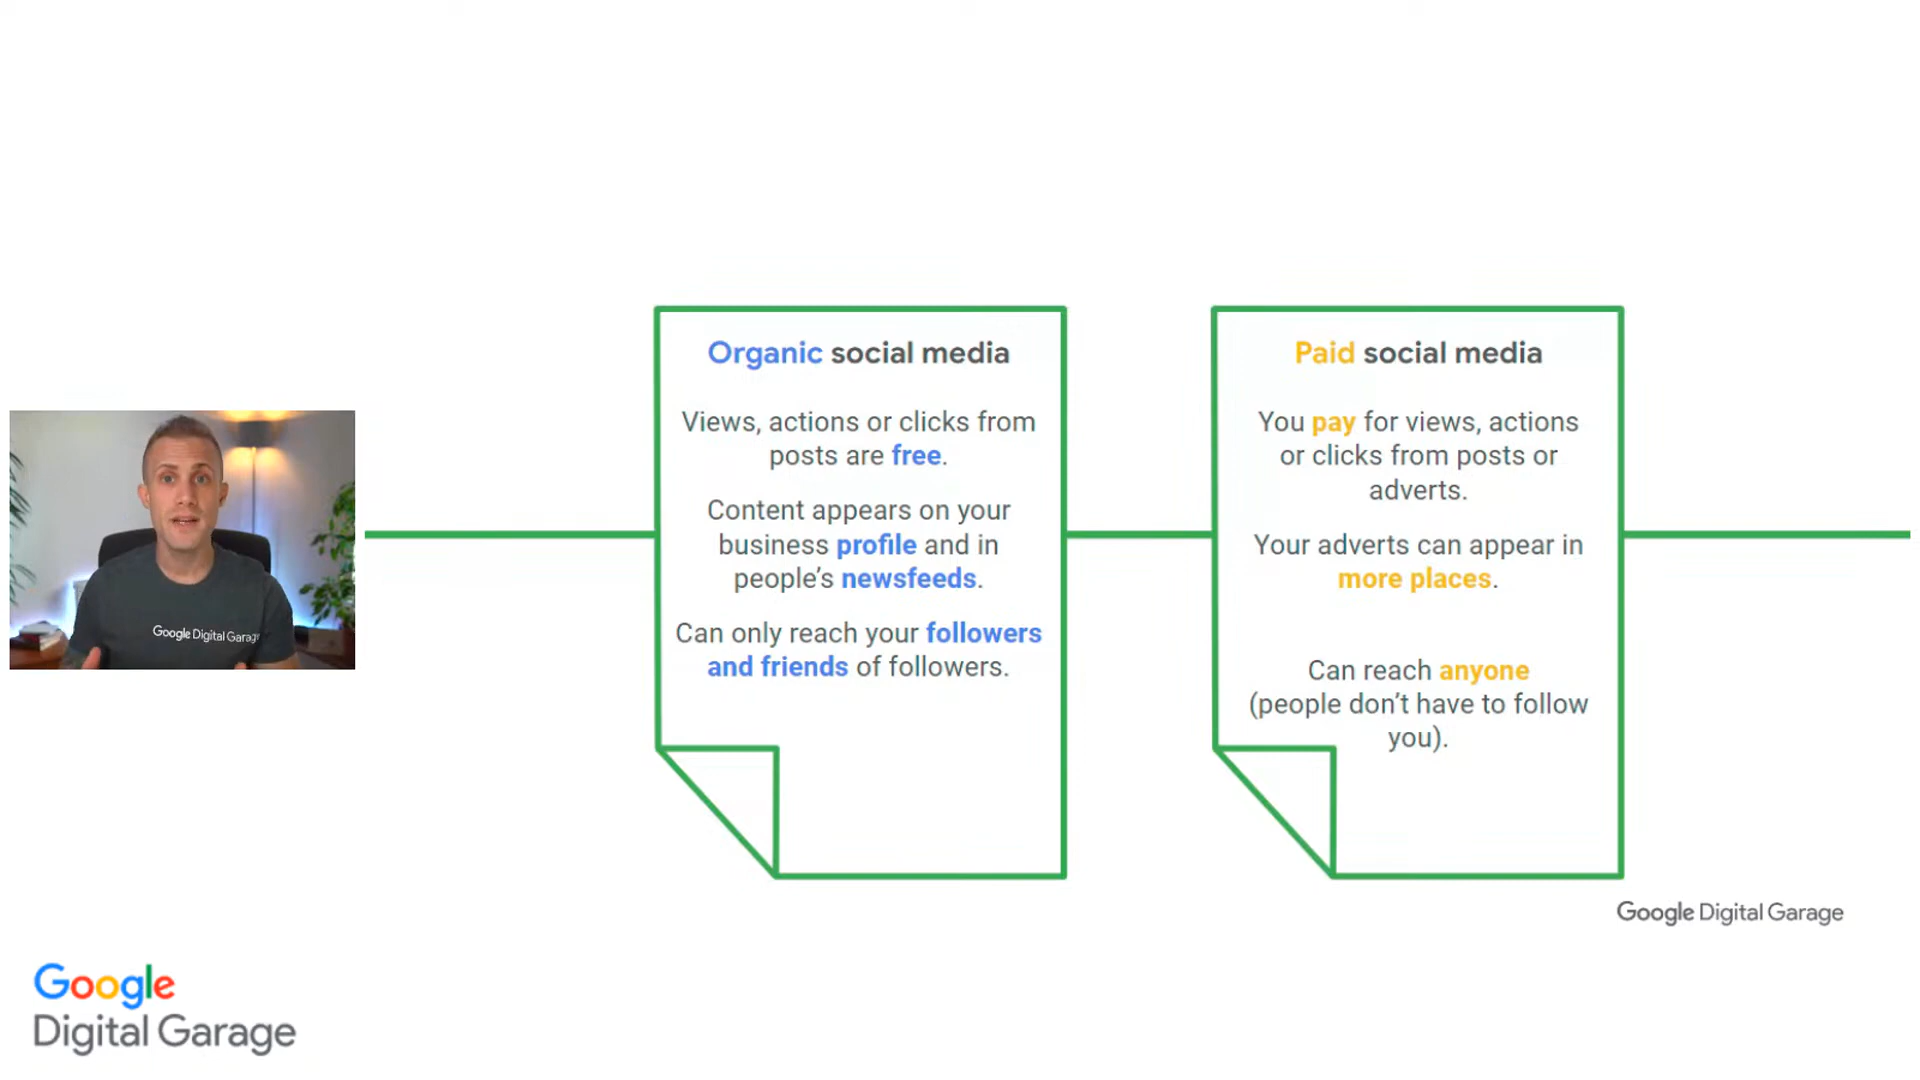 Organic social media
Views, actions or clicks from
posts are free.
Content appears on your
business profile and in
people’s newsfeeds.
Can only reach your followers
and friends of followers.
Paid social media
You pay for views, actions
or clicks from posts or
adverts.
Your adverts can appear in
more places.
Can reach anyone
(people don’t have to follow
you).
Google Digital Garage
Google Digital Garage
Google
Digital Garage